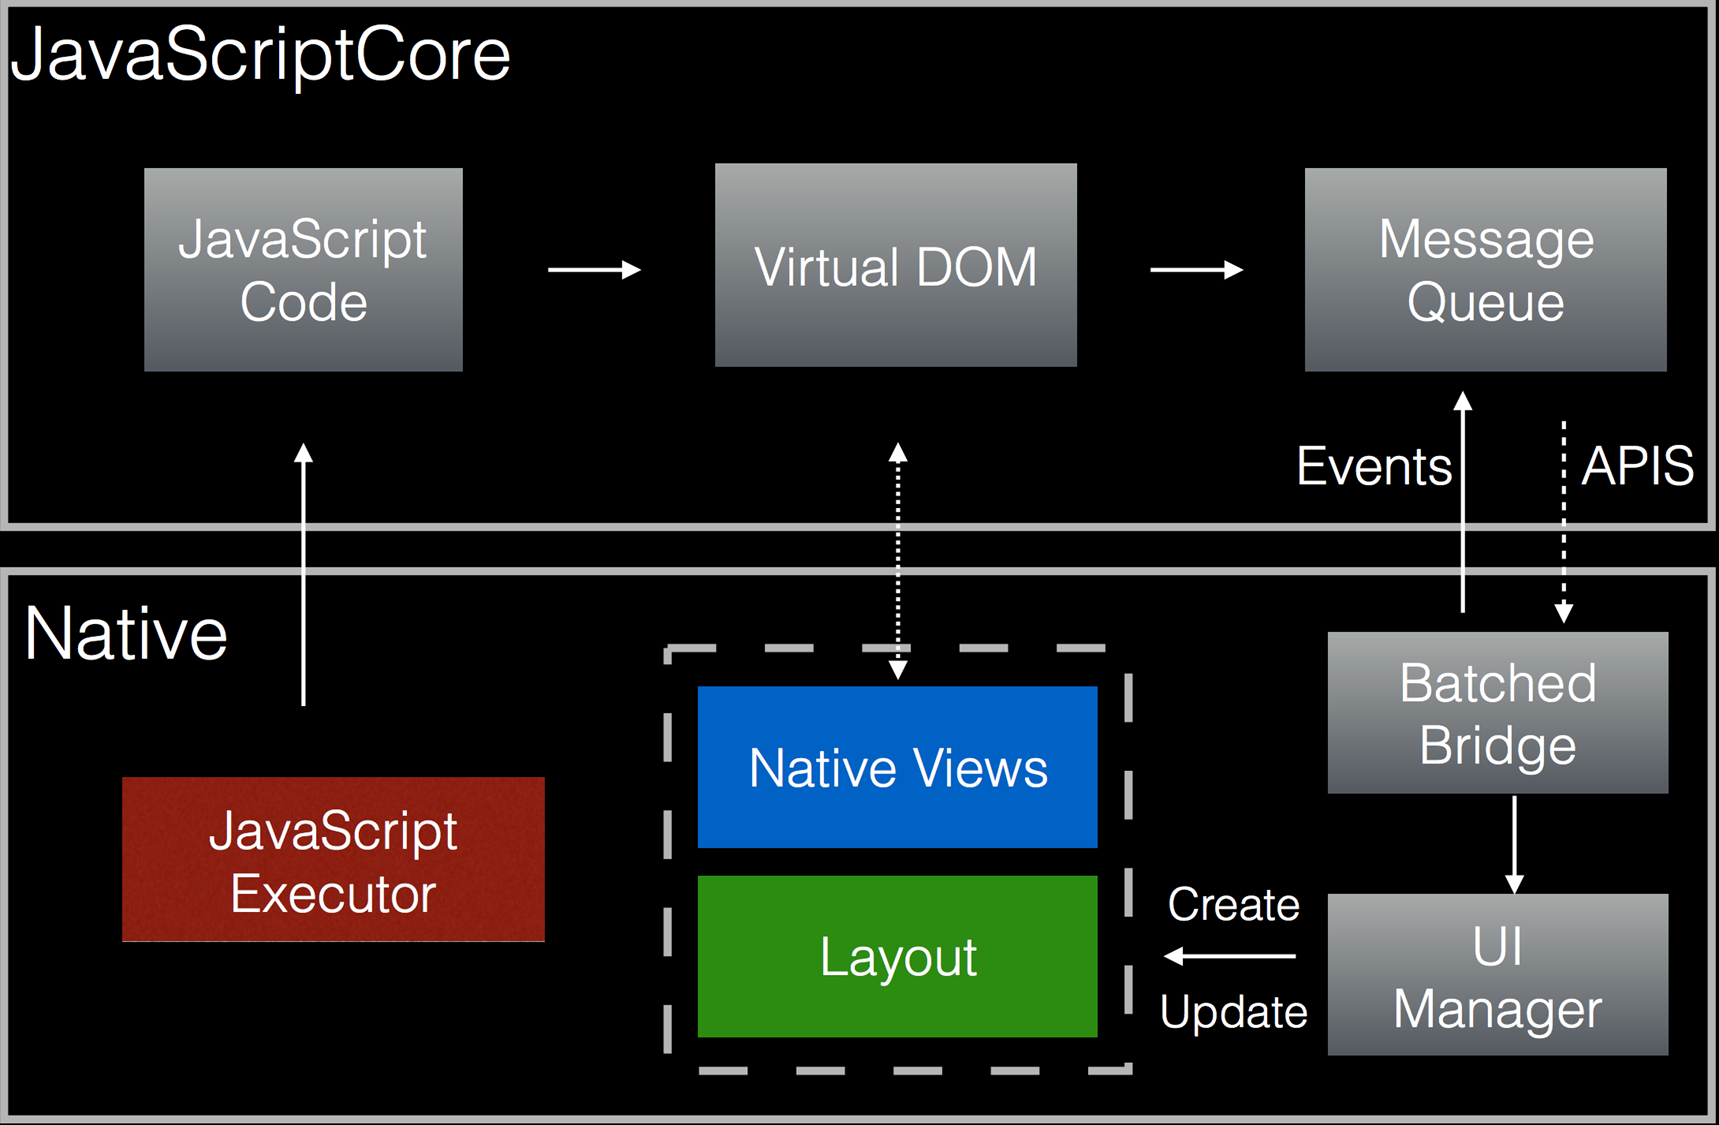 JavaScriptCore
JavaScript
Code
Virtual DOM
Message
Queue
Events
APIS
Native
JavaScript
Executor
Native Views
Layout
Batched
Bridge
Create
Update
UI
Manager